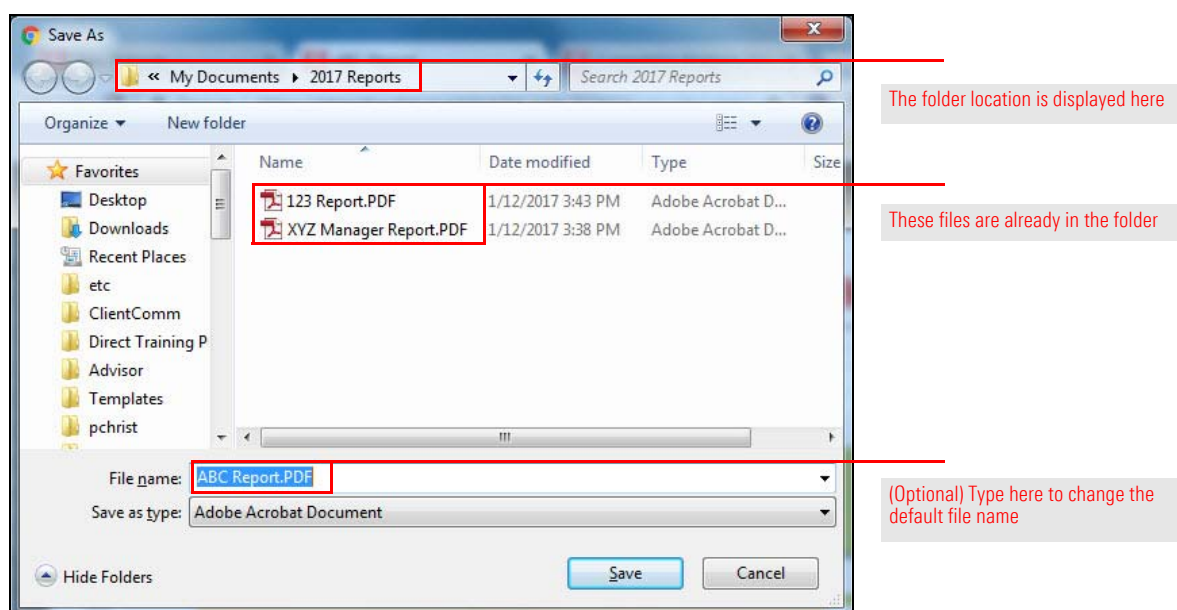 Save As
« My Documents ▸ 2017 Reports
Search 2017 Reports
The folder location is displayed here
Organize
New folder
Name
Date modified
Type
Size
Favorites
Desktop
Downloads
Recent Places
etc
ClientComm
Direct Training P
Advisor
Templates
pchrist
123 Report.PDF
1/12/2017 3:43 PM
Adobe Acrobat D...
XYZ Manager Report.PDF
1/12/2017 3:38 PM
Adobe Acrobat D...
These files are already in the folder
File name: ABC Report.PDF
Save as type: Adobe Acrobat Document
(Optional) Type here to change the
default file name
Hide Folders
Save
Cancel